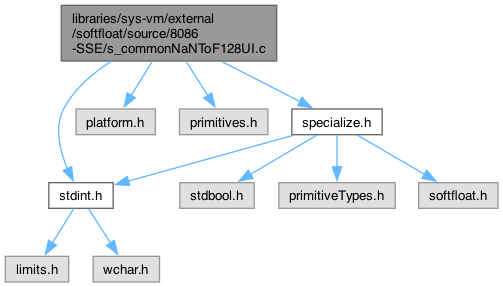 libraries/sys-vm/external
/softfloat/source/8086
-SSE/s_commonNaNToF128UI.c
platform.h
primitives.h
specialize.h
stdint.h
stdbool.h
primitiveTypes.h
softfloat.h
limits.h
wchar.h